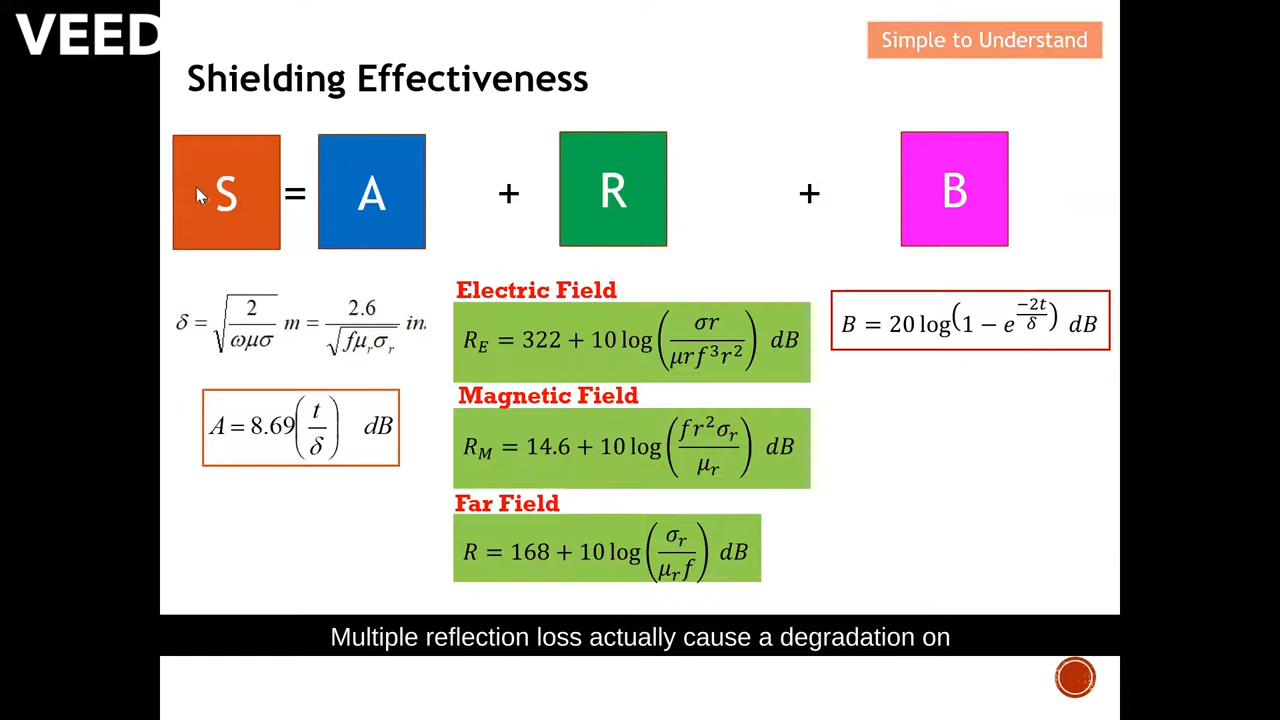 VEED
Simple to Understand
Shielding Effectiveness
S = A + R + B
δ = √(2/ωμσ) m = 2.6/√(fμᵣσᵣ) in.
A = 8.69(t/δ) dB
Electric Field
R_E = 322 + 10 log(σr/μrf³r²) dB
Magnetic Field
R_M = 14.6 + 10 log(fr²σᵣ/μᵣ) dB
Far Field
R = 168 + 10 log(σᵣ/μᵣf) dB
B = 20 log(1 − e^(−2t/δ)) dB
Multiple reflection loss actually cause a degradation on